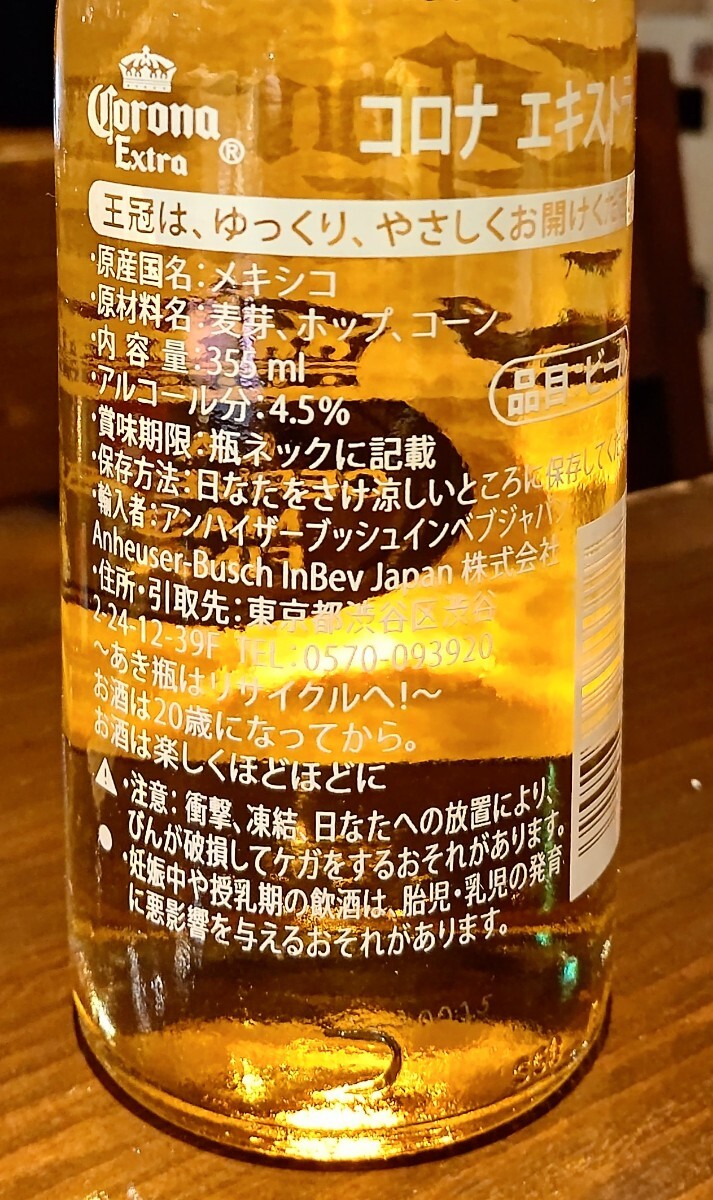 Corona
Extra ®
コロナ エキストラ
王冠は、ゆっくり、やさしくお開けくだ
・原産国名:メキシコ
・原材料名:麦芽、ホップ、コーン
・内容量:355 ml
品目:ビール
・アルコール分:4.5%
・賞味期限:瓶ネックに記載
・保存方法:日なたをさけ涼しいところに保存してくだ
・輸入者:アンハイザーブッシュインベブジャパン
Anheuser-Busch InBev Japan 株式会社
・住所・引取先:東京都渋谷区渋谷
2-24-12-39F TEL:0570-093920
～あき瓶はリサイクルへ!～
お酒は20歳になってから。
お酒は楽しくほどほどに
・注意:衝撃、凍結、日なたへの放置により、
びんが破損してケガをするおそれがあります。
・妊娠中や授乳期の飲酒は、胎児・乳児の発育
に悪影響を与えるおそれがあります。